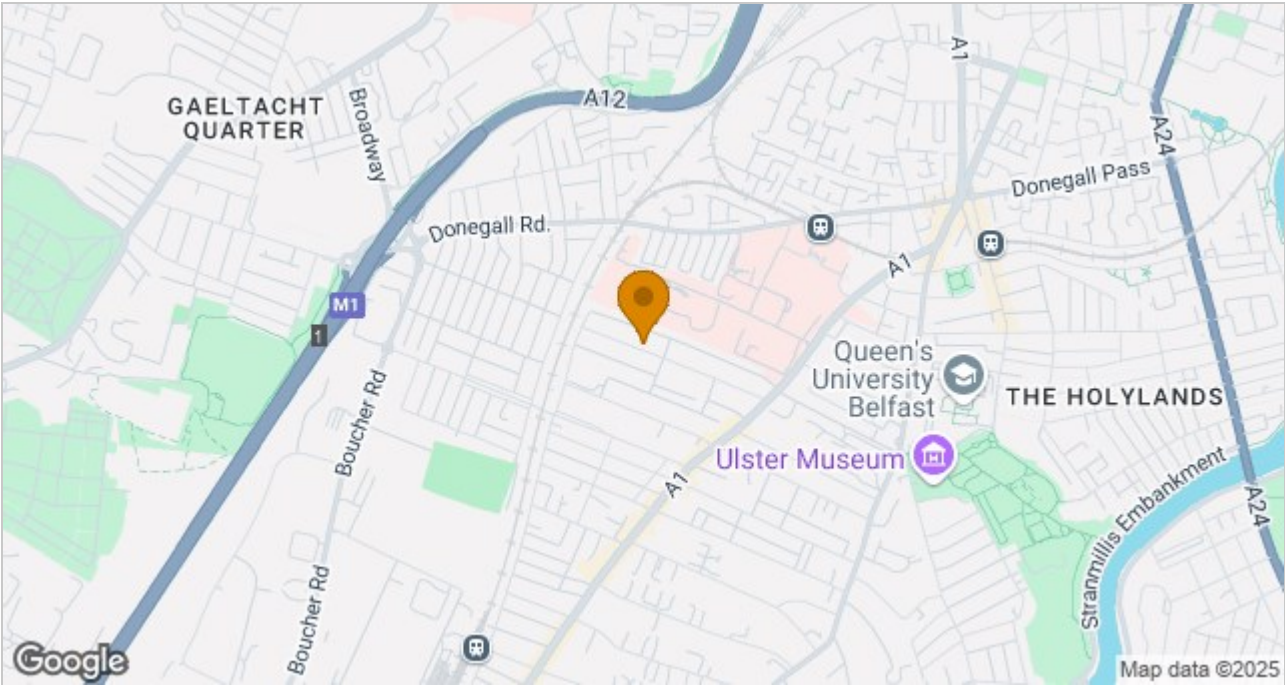 GAELTACHT
QUARTER
Broadway
A12
A1
A24
Donegall Pass
Donegall Rd.
A1
M1
1
Boucher Rd
Queen's
University
Belfast
THE HOLYLANDS
Ulster Museum
A1
Stranmillis Embankment
A24
Boucher Rd
Google
Map data ©2025